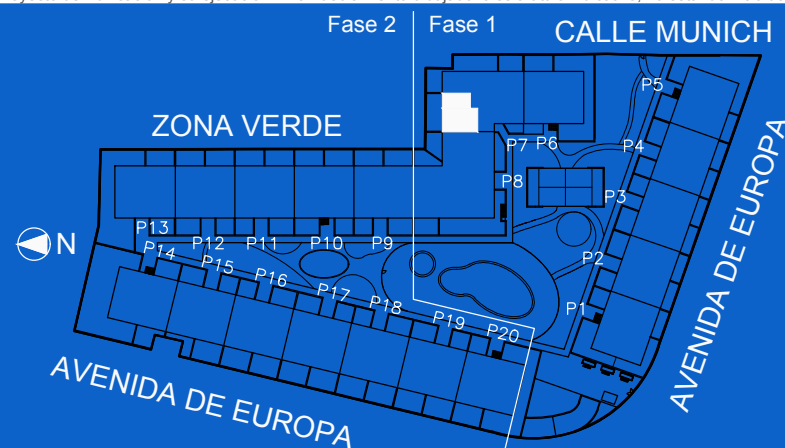 Fase 2
Fase 1
CALLE MUNICH
ZONA VERDE
P5
P7
P6
P4
P8
P3
N
P13
P12
P11
P10
P9
P14
P15
P16
P17
P18
P19
P20
P2
P1
AVENIDA DE EUROPA
AVENIDA DE EUROPA